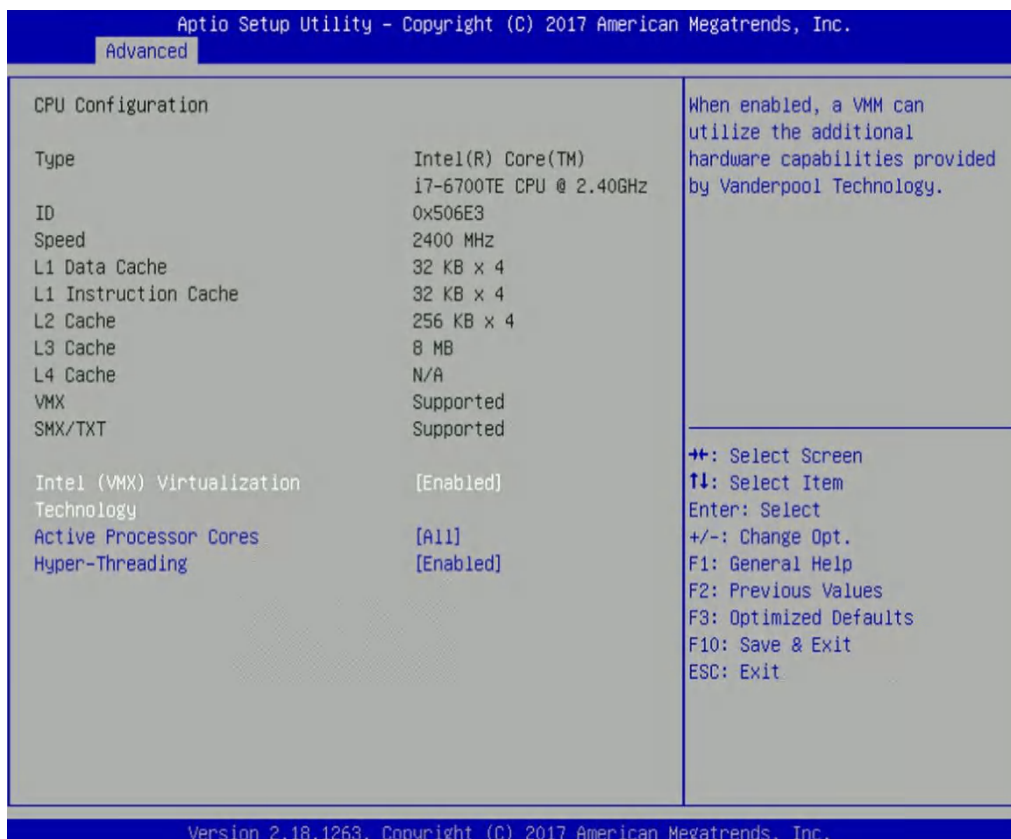 Aptio Setup Utility – Copyright (C) 2017 American Megatrends, Inc.
Advanced
CPU Configuration
Type Intel(R) Core(TM)
i7-6700TE CPU @ 2.40GHz
ID 0x506E3
Speed 2400 MHz
L1 Data Cache 32 KB x 4
L1 Instruction Cache 32 KB x 4
L2 Cache 256 KB x 4
L3 Cache 8 MB
L4 Cache N/A
VMX Supported
SMX/TXT Supported
Intel (VMX) Virtualization [Enabled]
Technology
Active Processor Cores [All]
Hyper-Threading [Enabled]
When enabled, a VMM can
utilize the additional
hardware capabilities provided
by Vanderpool Technology.
→←: Select Screen
↑↓: Select Item
Enter: Select
+/-: Change Opt.
F1: General Help
F2: Previous Values
F3: Optimized Defaults
F10: Save & Exit
ESC: Exit
Version 2.18.1263. Copyright (C) 2017 American Megatrends, Inc.